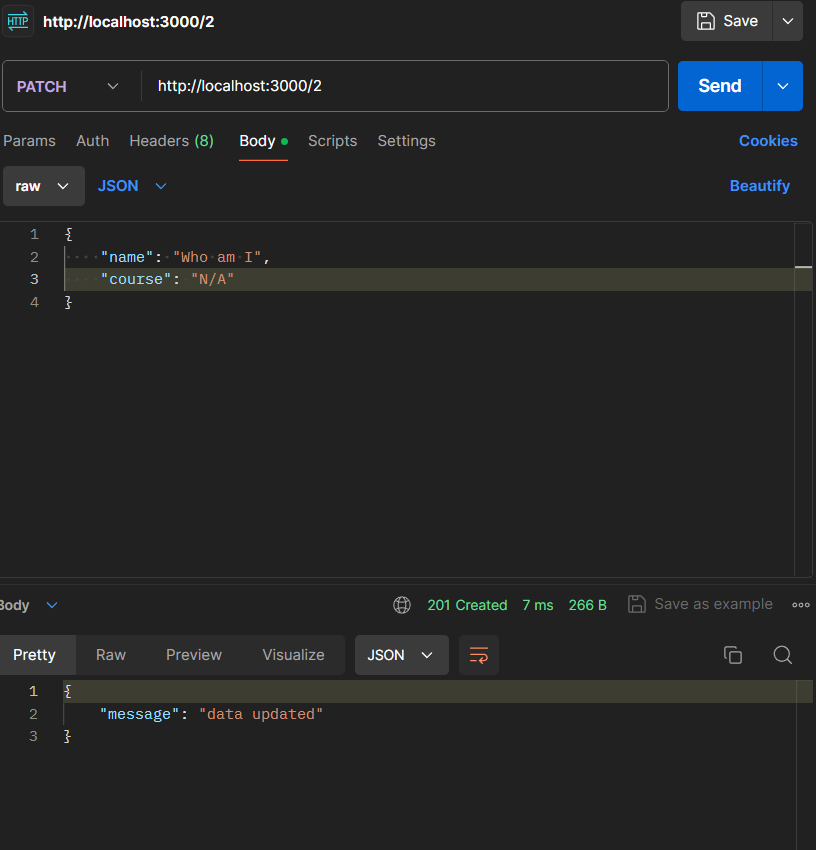 HTTP http://localhost:3000/2 Save
PATCH http://localhost:3000/2 Send
Params Auth Headers (8) Body Scripts Settings Cookies
raw JSON Beautify
1 {
2 "name": "Who am I",
3 "course": "N/A"
4 }
Body 201 Created 7 ms 266 B Save as example
Pretty Raw Preview Visualize JSON
1 {
2 "message": "data updated"
3 }